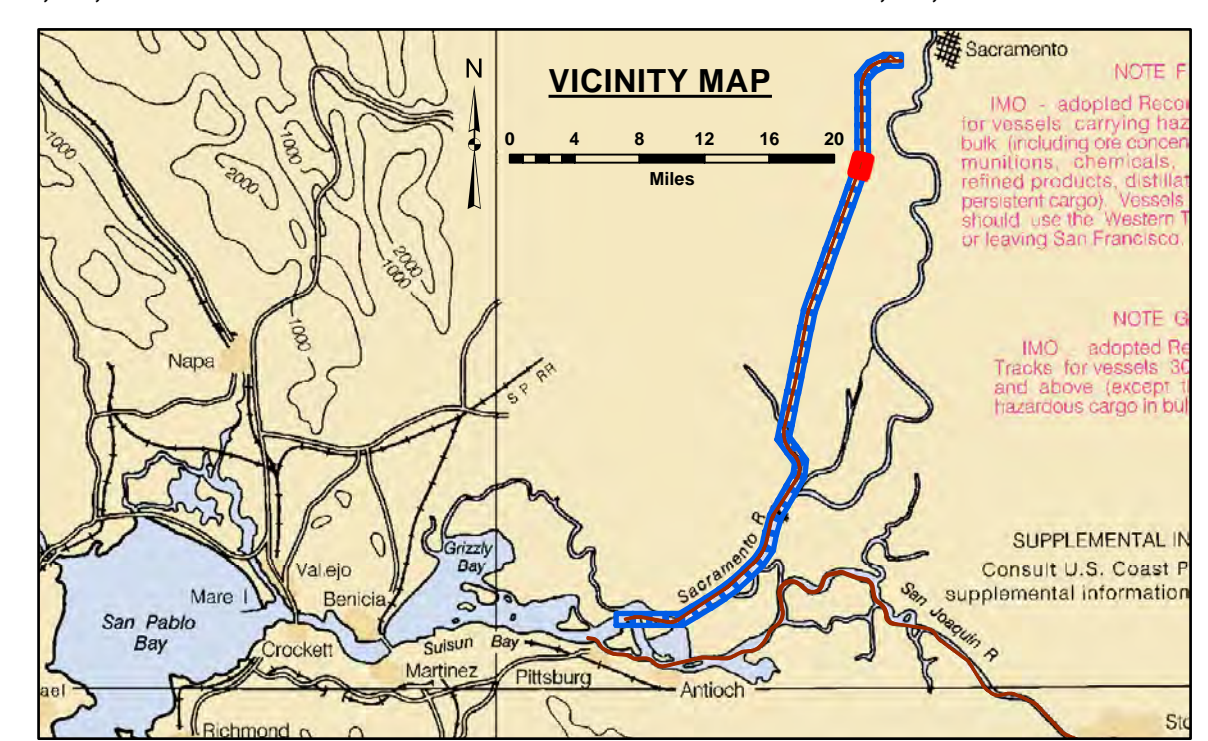 Sacramento
NOTE F
N
VICINITY MAP
IMO - adopted Recor
for vessels carrying haz
bulk (including ore concen
munitions, chemicals,
refined products, distillat
persistent cargo). Vessels
should use the Western T
or leaving San Francisco.
0 4 8 12 16 20
Miles
1000
1000
2000
2000
1000
1000
NOTE G
IMO - adopted Re
Tracks for vessels 30
and above (except t
hazardous cargo in bul
Napa
S P RR
Sacramento R
SUPPLEMENTAL IN
Consult U.S. Coast P
supplemental information
Grizzly
Bay
Vallejo
Mare I
Benicia
San Pablo
Bay
Crockett
Suisun Bay
Martinez
Pittsburg
Antioch
San Joaquin R
ael
Richmond
Sto